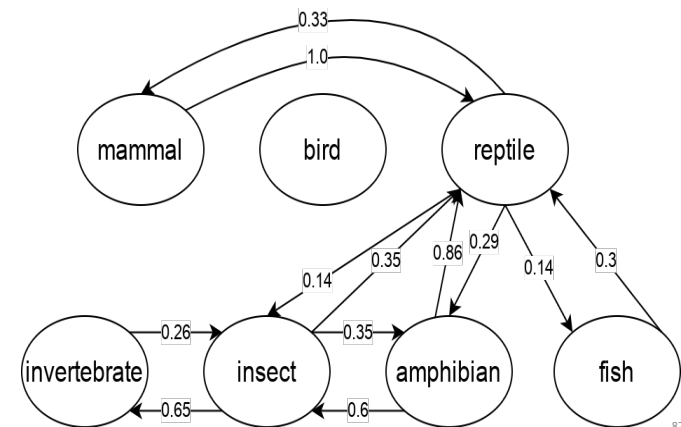 0.33
1.0
mammal
bird
reptile
0.14
0.35
0.86
0.29
0.14
0.3
0.26
0.35
invertebrate
insect
amphibian
fish
0.65
0.6